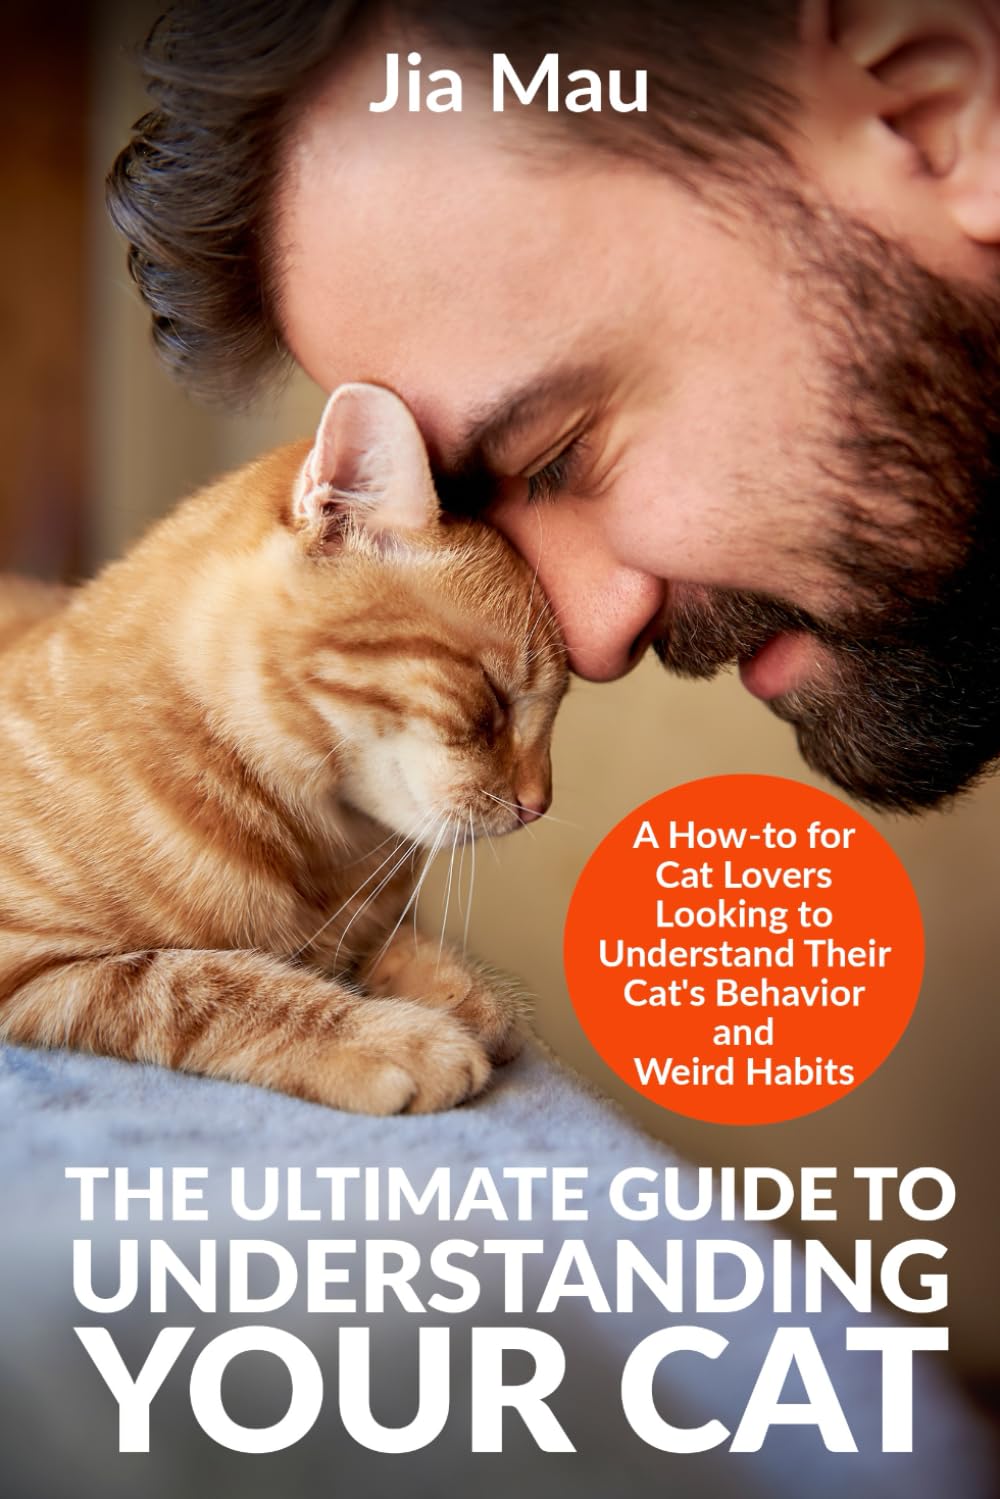 Jia Mau
A How-to for
Cat Lovers
Looking to
Understand Their
Cat's Behavior
and
Weird Habits
THE ULTIMATE GUIDE TO
UNDERSTANDING
YOUR CAT